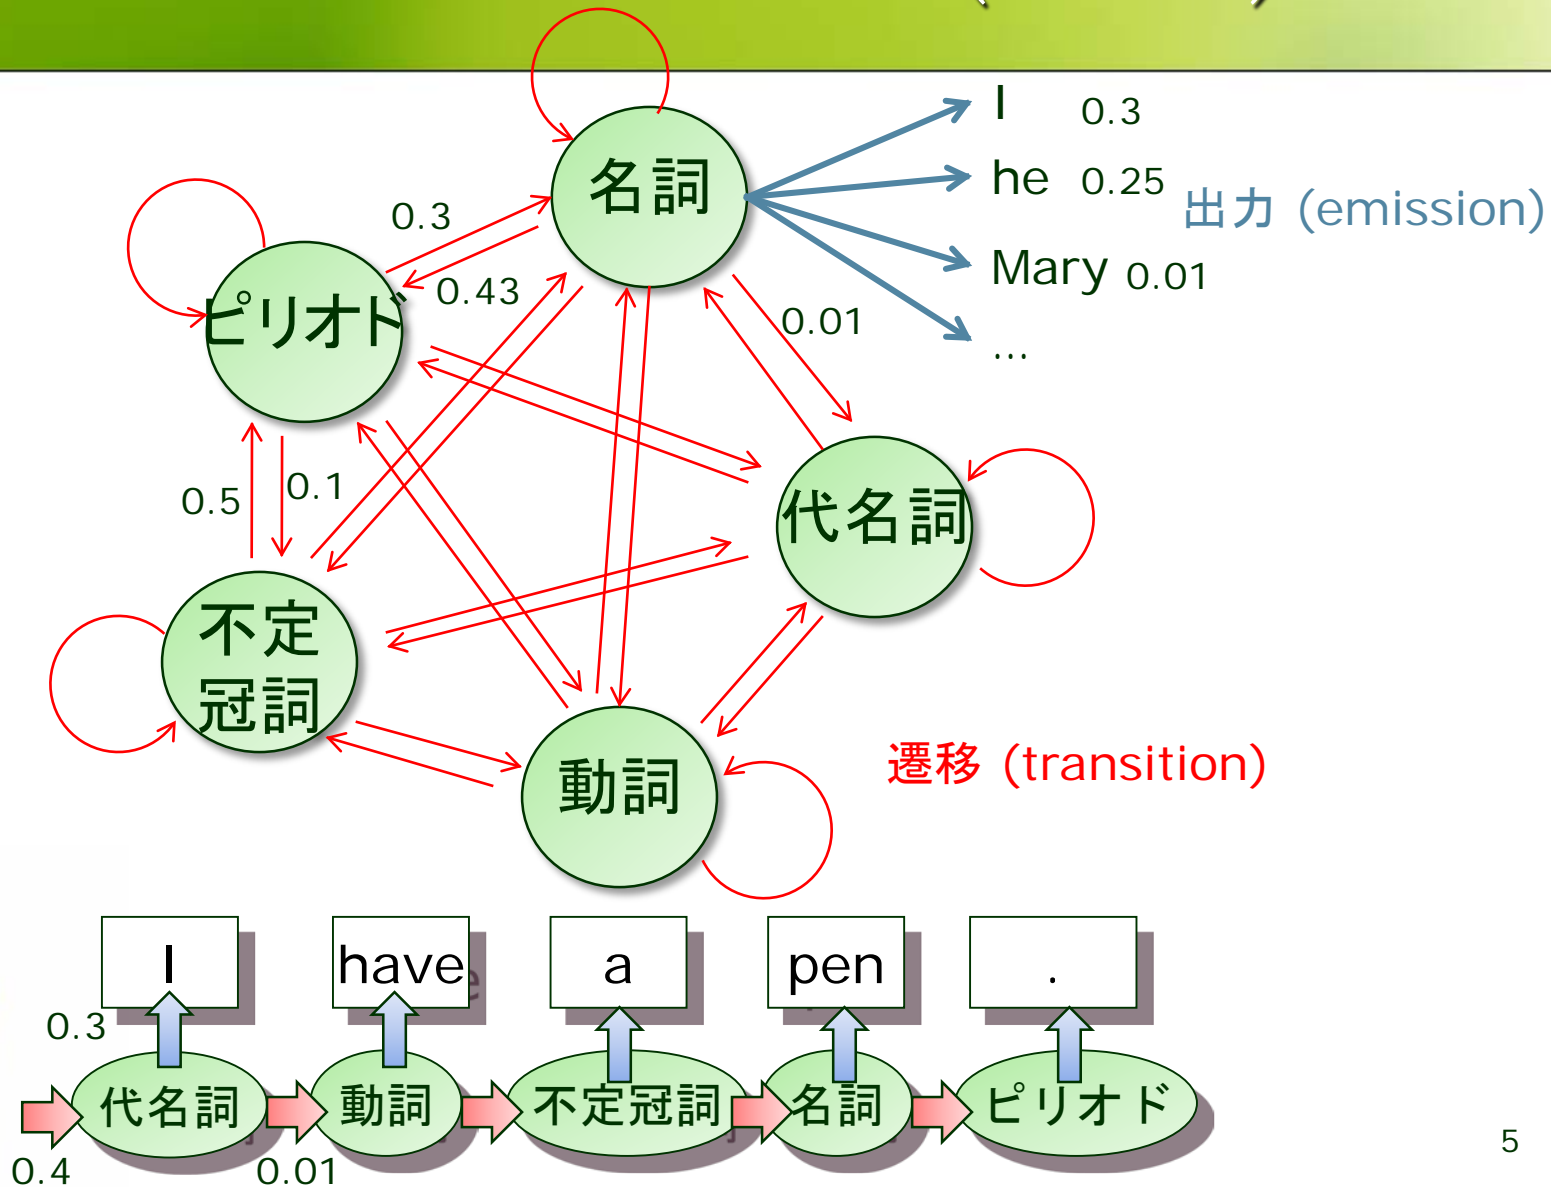 名詞
I 0.3
he 0.25
Mary 0.01
...
出力 (emission)
0.3
0.43
ピリオド
0.01
0.5
0.1
代名詞
不定
冠詞
動詞
遷移 (transition)
I
have
a
pen
.
0.3
代名詞
動詞
不定冠詞
名詞
ピリオド
0.4
0.01
5